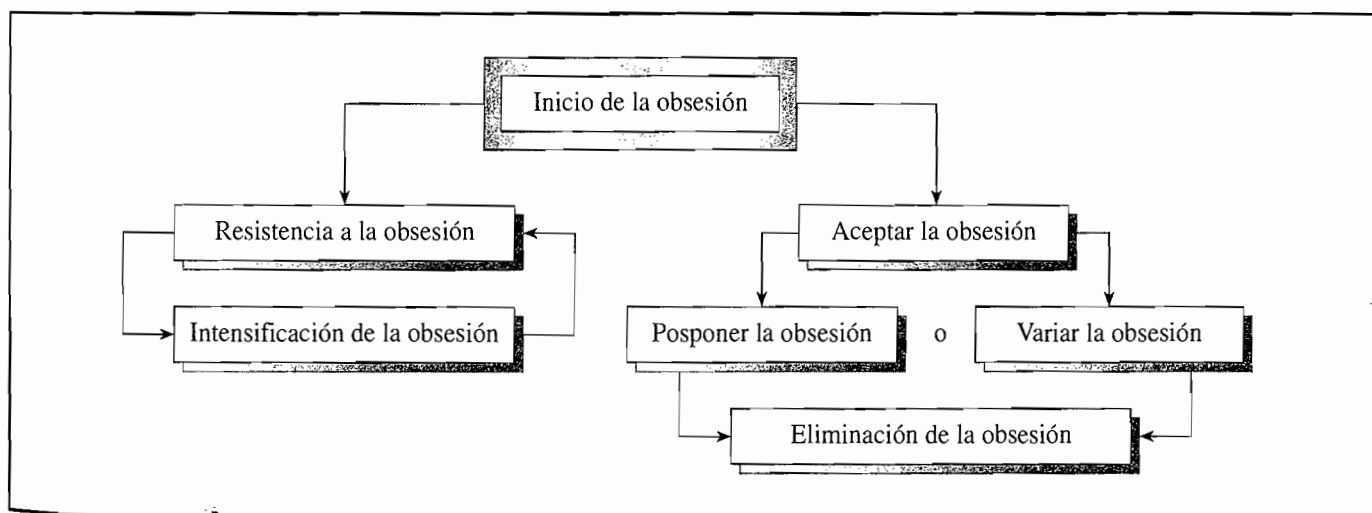 Inicio de la obsesión
Resistencia a la obsesión
Aceptar la obsesión
Intensificación de la obsesión
Posponer la obsesión o Variar la obsesión
Eliminación de la obsesión